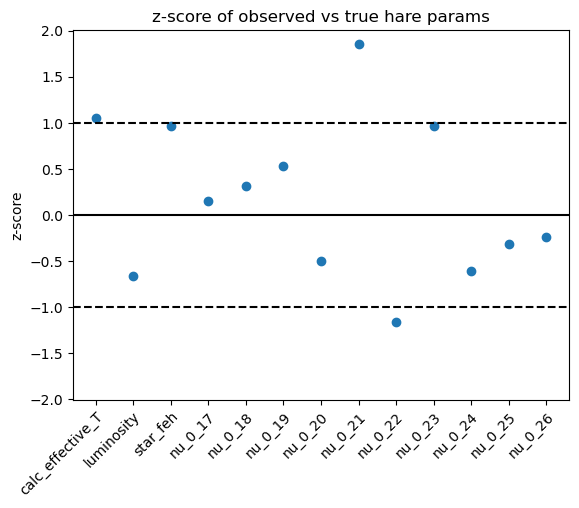 z-score of observed vs true hare params
2.0
1.5
1.0
0.5
0.0
−0.5
−1.0
−1.5
−2.0
z-score
calc_effective_T
luminosity
star_feh
nu_0_17
nu_0_18
nu_0_19
nu_0_20
nu_0_21
nu_0_22
nu_0_23
nu_0_24
nu_0_25
nu_0_26